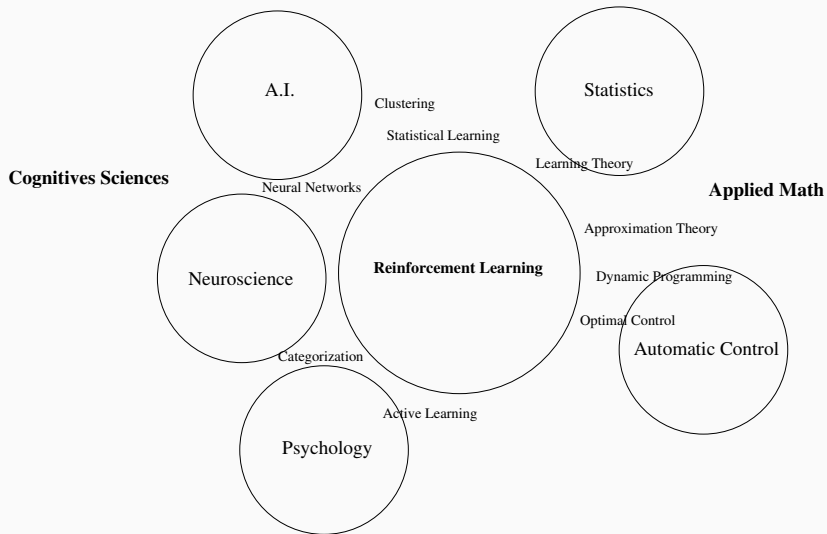 A.I.
Statistics
Clustering
Statistical Learning
Learning Theory
Cognitives Sciences
Neural Networks
Applied Math
Approximation Theory
Reinforcement Learning
Dynamic Programming
Neuroscience
Optimal Control
Automatic Control
Categorization
Active Learning
Psychology